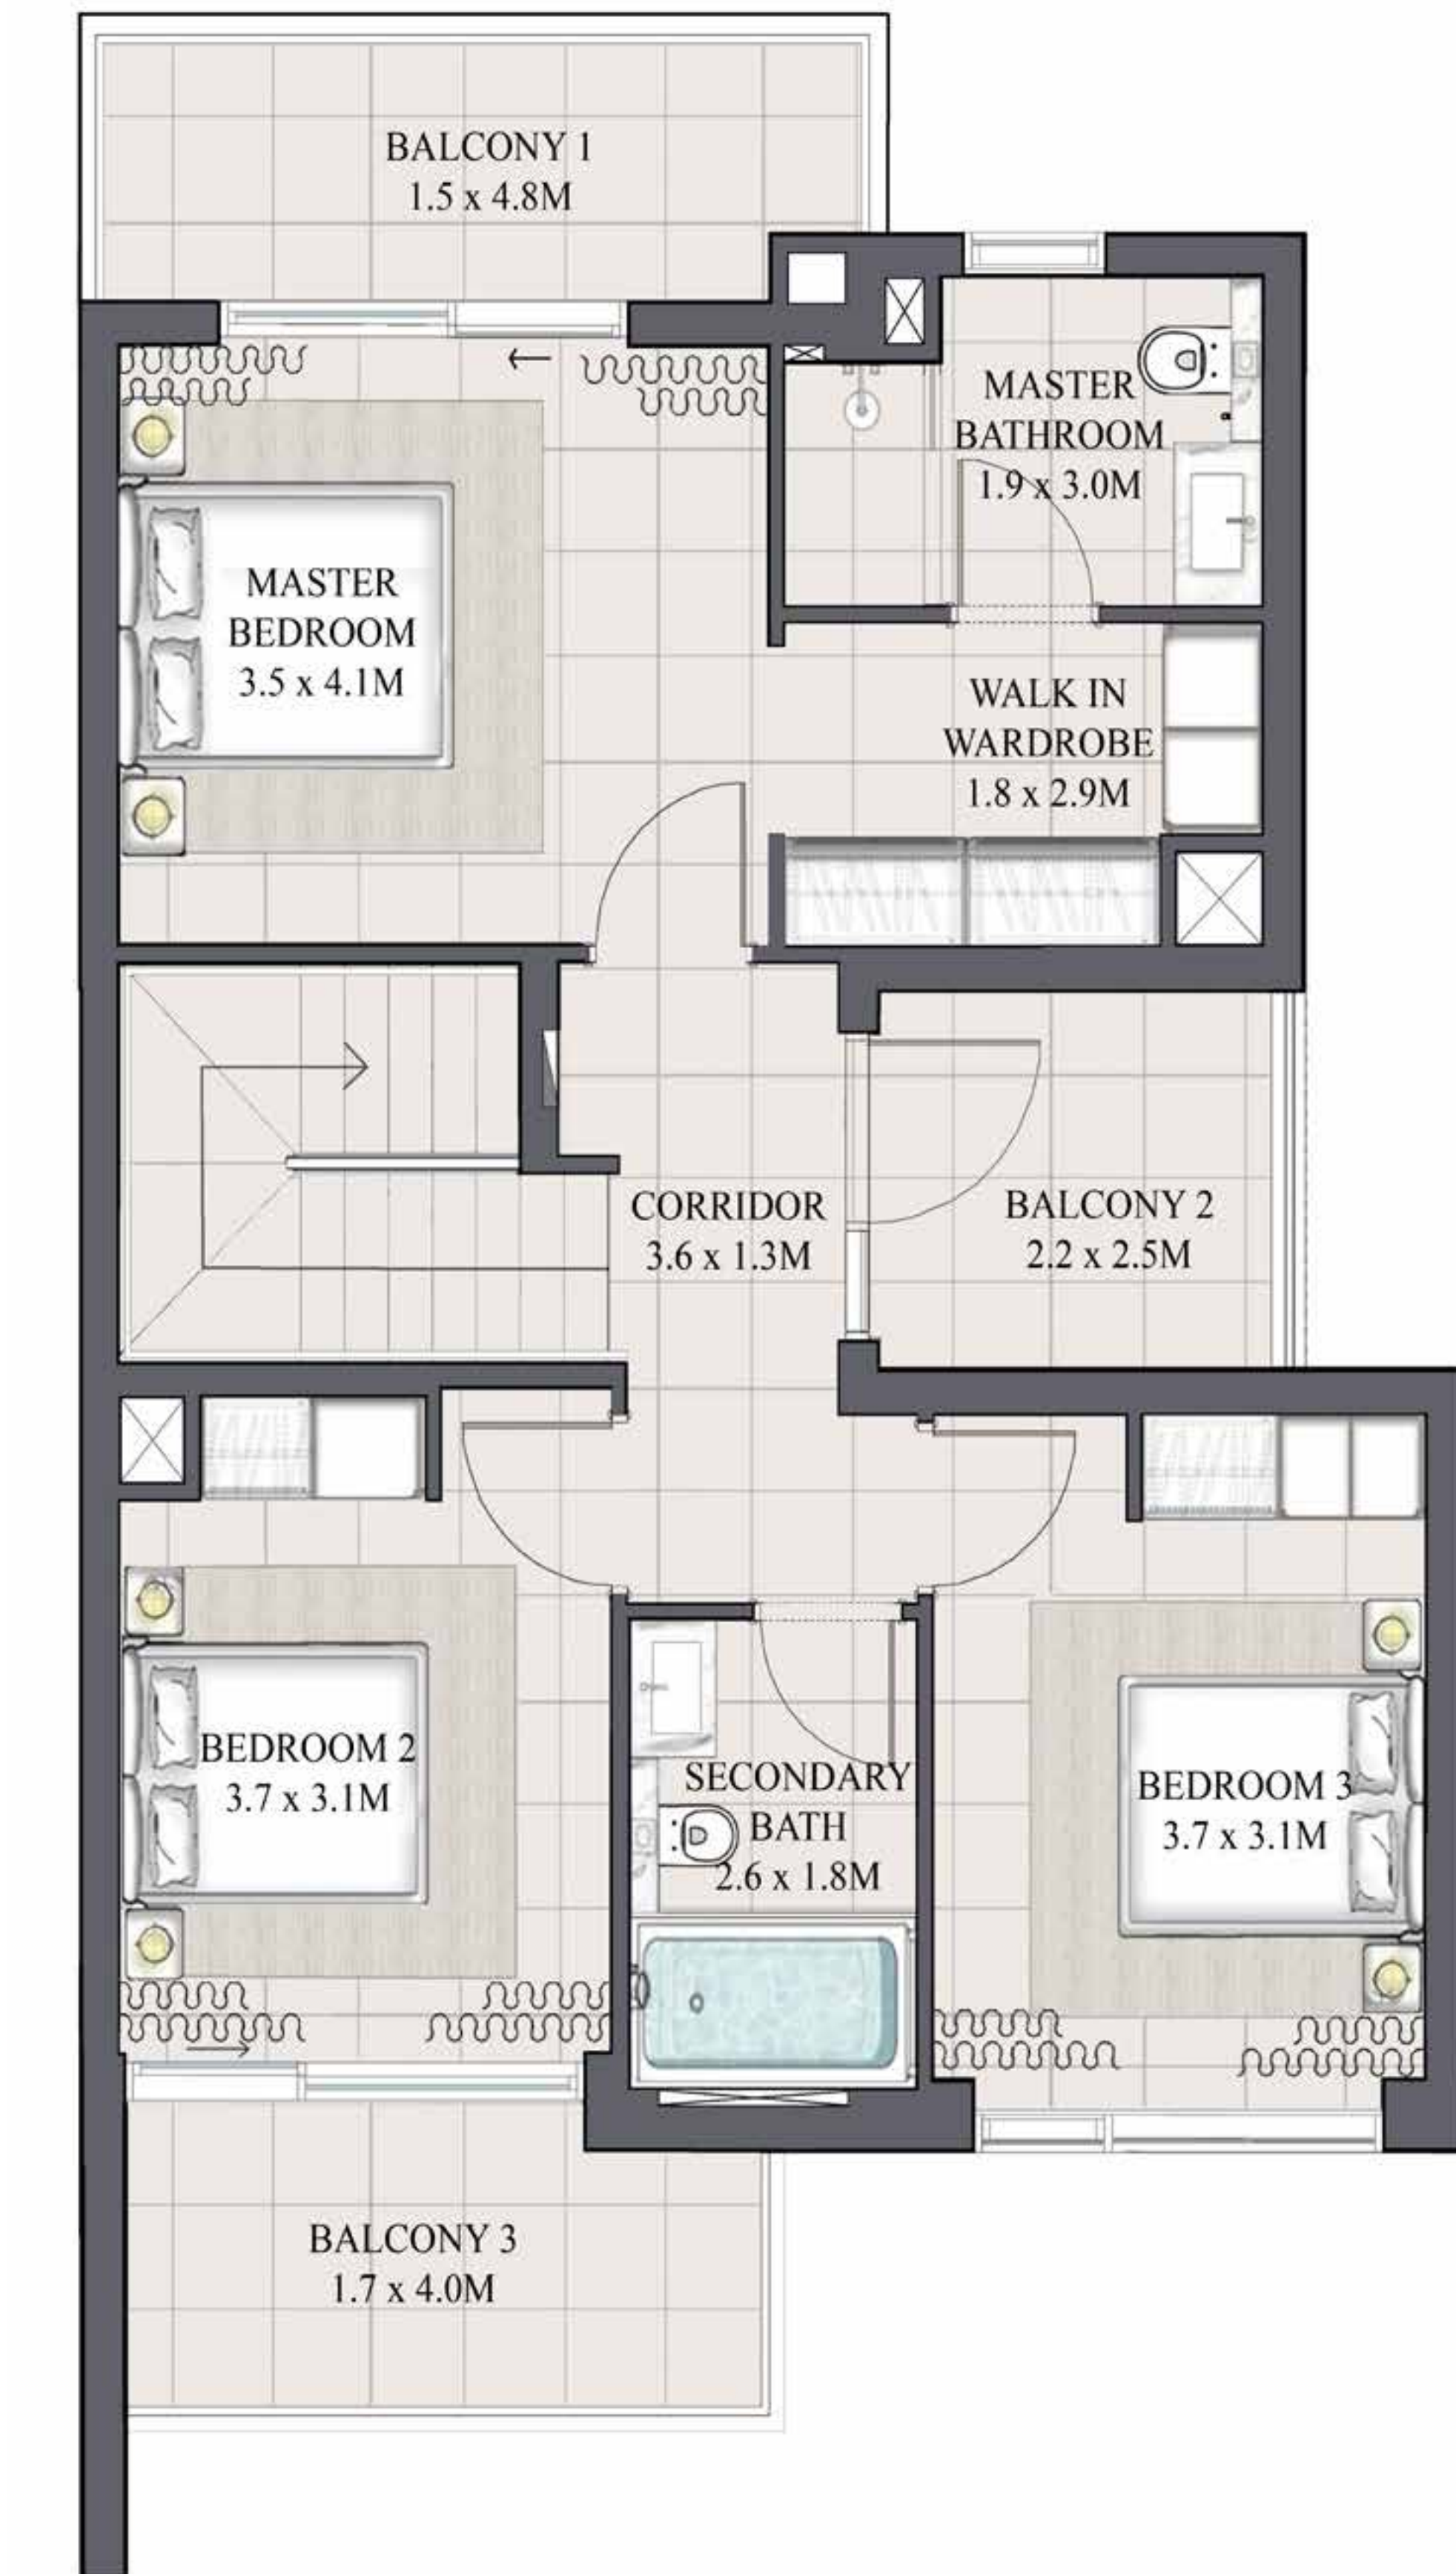 BALCONY 1
1.5 x 4.8M
MASTER
BATHROOM
1.9 x 3.0M
MASTER
BEDROOM
3.5 x 4.1M
WALK IN
WARDROBE
1.8 x 2.9M
CORRIDOR
3.6 x 1.3M
BALCONY 2
2.2 x 2.5M
BEDROOM 2
3.7 x 3.1M
SECONDARY
BATH
2.6 x 1.8M
BEDROOM 3
3.7 x 3.1M
BALCONY 3
1.7 x 4.0M